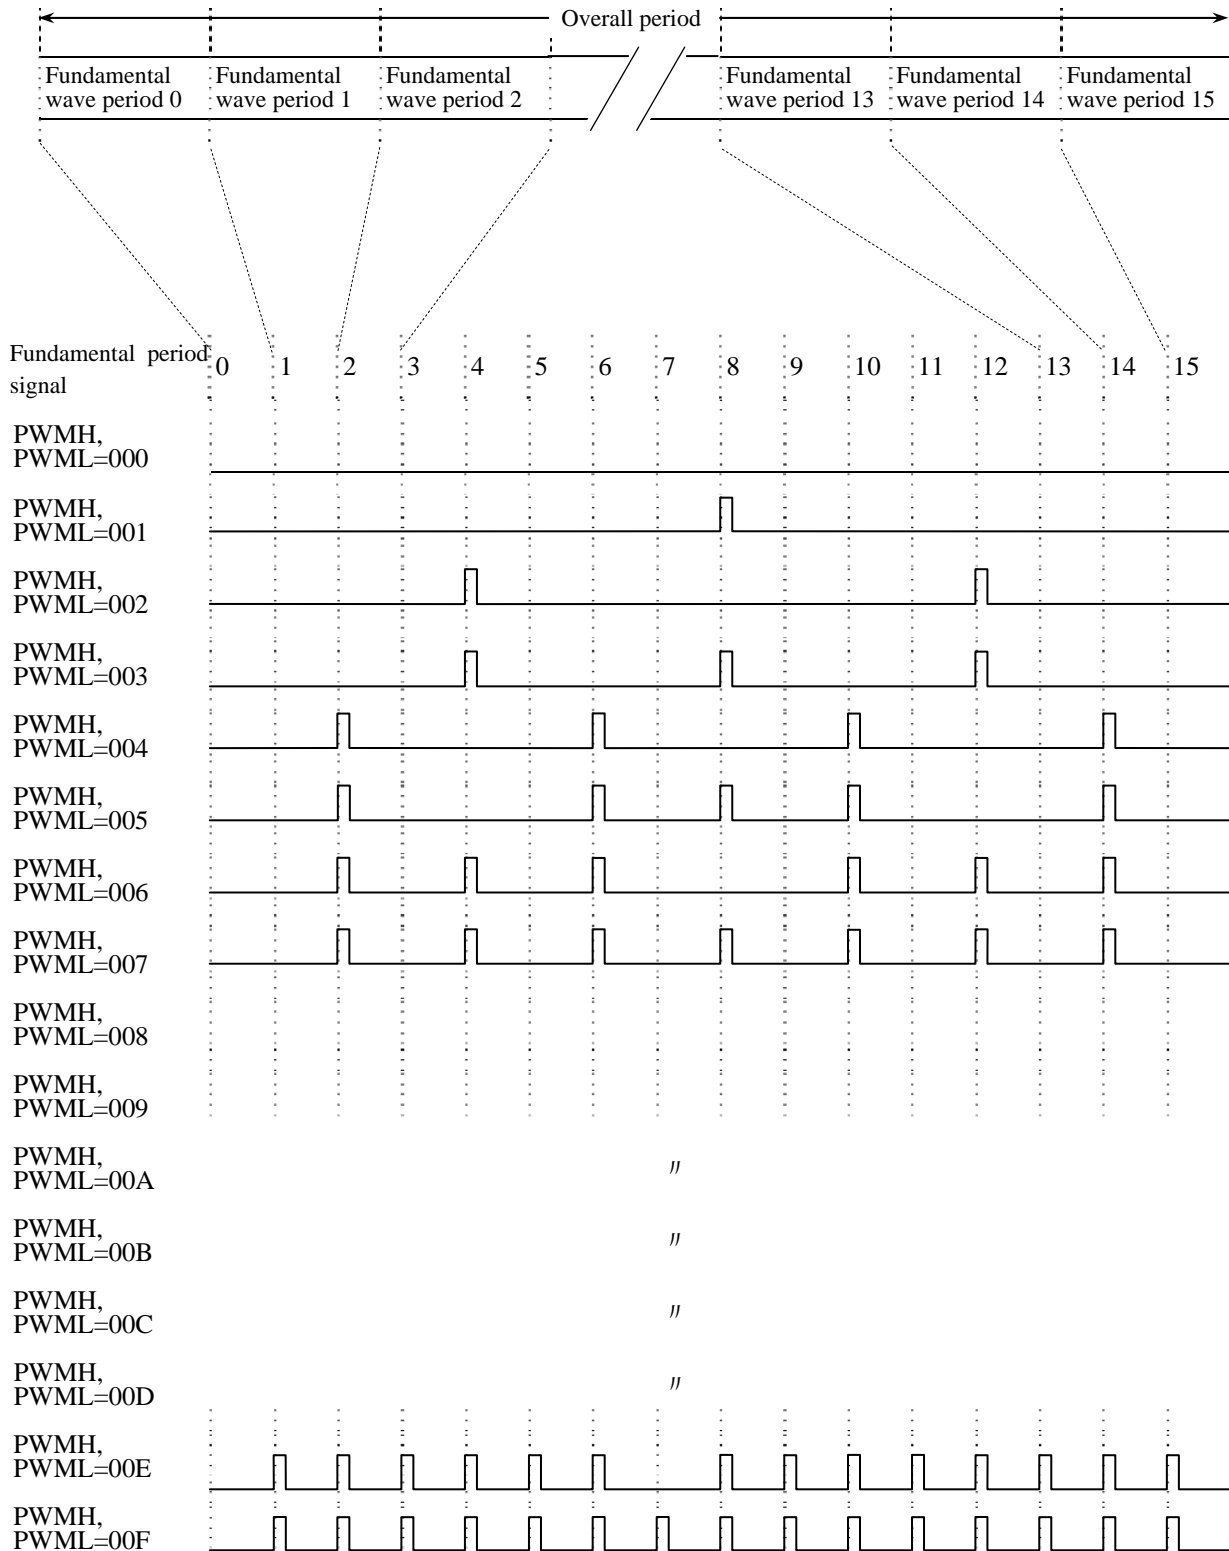 Overall period
Fundamental
wave period 0
Fundamental
wave period 1
Fundamental
wave period 2
Fundamental
wave period 13
Fundamental
wave period 14
Fundamental
wave period 15
Fundamental period
signal
0 1 2 3 4 5 6 7 8 9 10 11 12 13 14 15
PWMH,
PWML=000
PWMH,
PWML=001
PWMH,
PWML=002
PWMH,
PWML=003
PWMH,
PWML=004
PWMH,
PWML=005
PWMH,
PWML=006
PWMH,
PWML=007
PWMH,
PWML=008
PWMH,
PWML=009
PWMH,
PWML=00A
〃
PWMH,
PWML=00B
〃
PWMH,
PWML=00C
〃
PWMH,
PWML=00D
〃
PWMH,
PWML=00E
PWMH,
PWML=00F